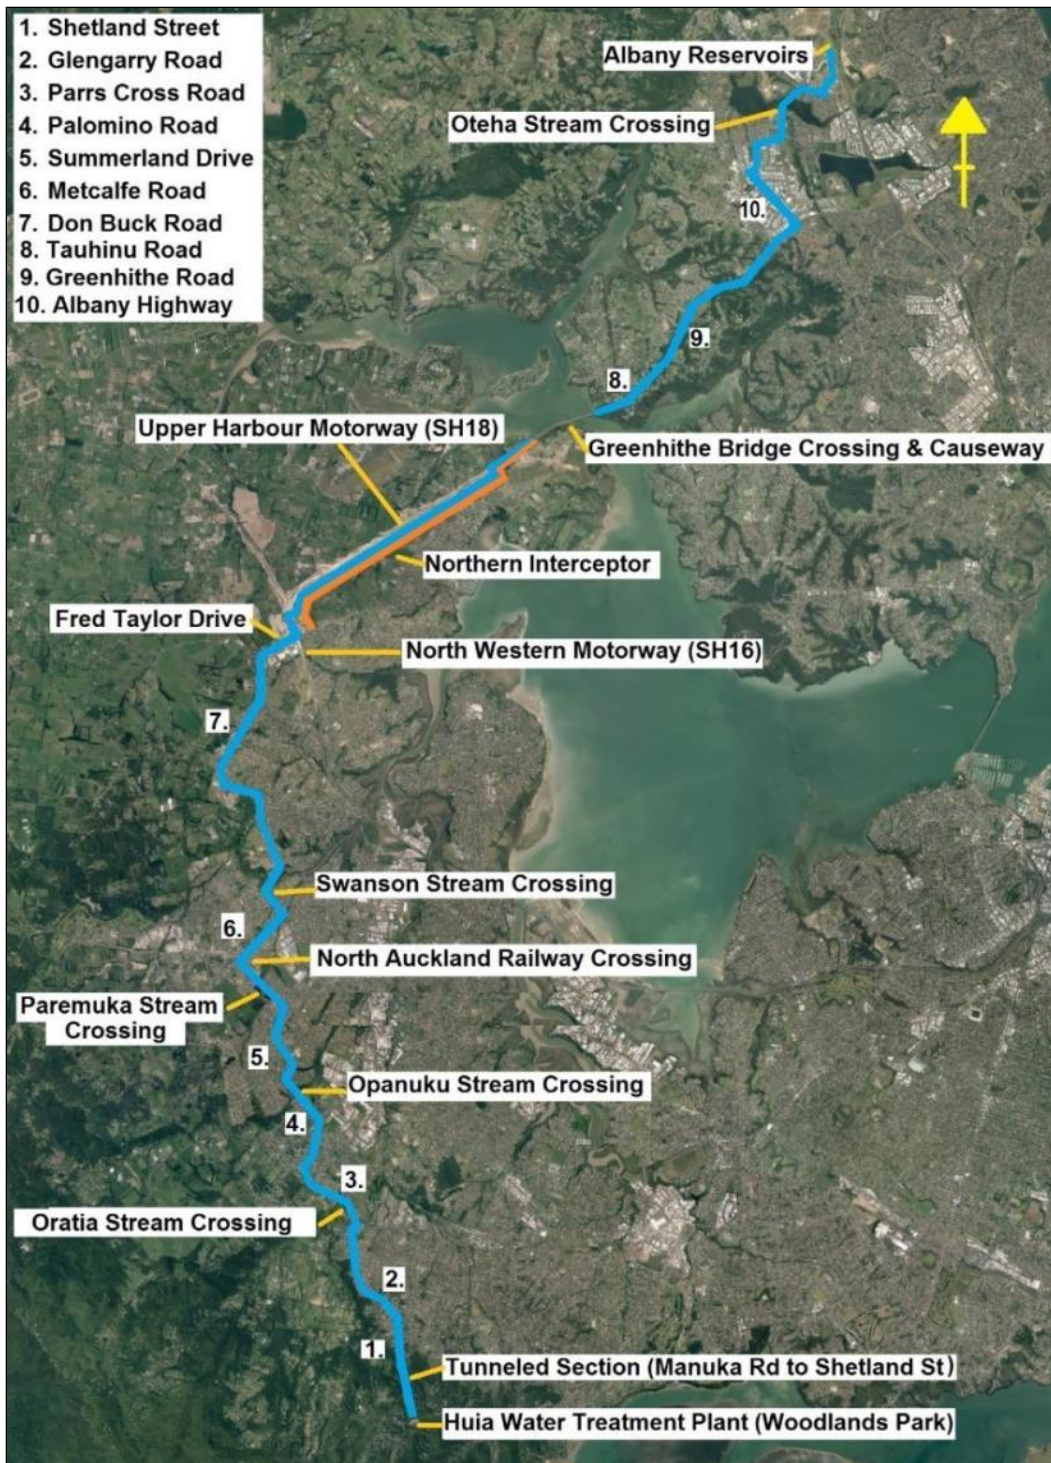 1. Shetland Street
2. Glengarry Road
3. Parrs Cross Road
4. Palomino Road
5. Summerland Drive
6. Metcalfe Road
7. Don Buck Road
8. Tauhinu Road
9. Greenhithe Road
10. Albany Highway
Albany Reservoirs
Oteha Stream Crossing
10.
9.
8.
Upper Harbour Motorway (SH18)
Greenhithe Bridge Crossing & Causeway
Northern Interceptor
Fred Taylor Drive
North Western Motorway (SH16)
7.
Swanson Stream Crossing
6.
North Auckland Railway Crossing
Paremuka Stream
Crossing
5.
Opanuku Stream Crossing
4.
3.
Oratia Stream Crossing
2.
1.
Tunneled Section (Manuka Rd to Shetland St)
Huia Water Treatment Plant (Woodlands Park)